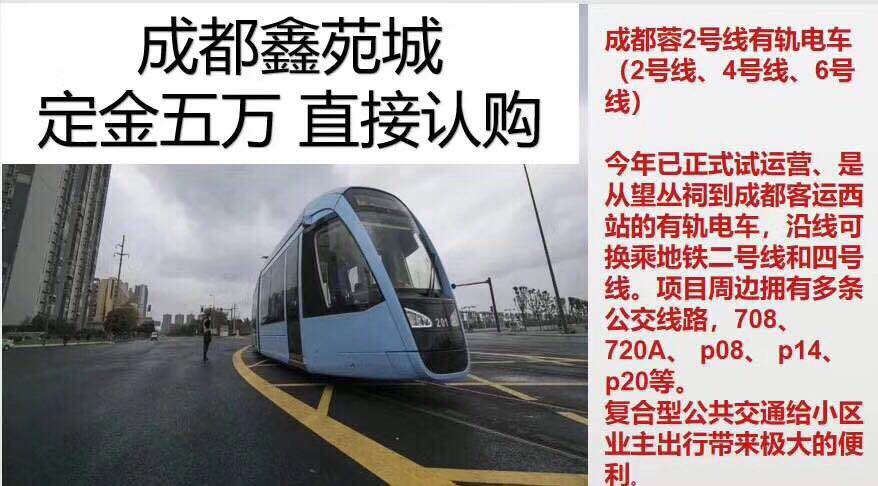 成都鑫苑城
定金五万 直接认购
成都蓉2号线有轨电车
（2号线、4号线、6号
线）
今年已正式试运营、是
从望丛祠到成都客运西
站的有轨电车，沿线可
换乘地铁二号线和四号
线。项目周边拥有多条
公交线路，708、
720A、 p08、 p14、
p20等。
复合型公共交通给小区
业主出行带来极大的便
利。
201